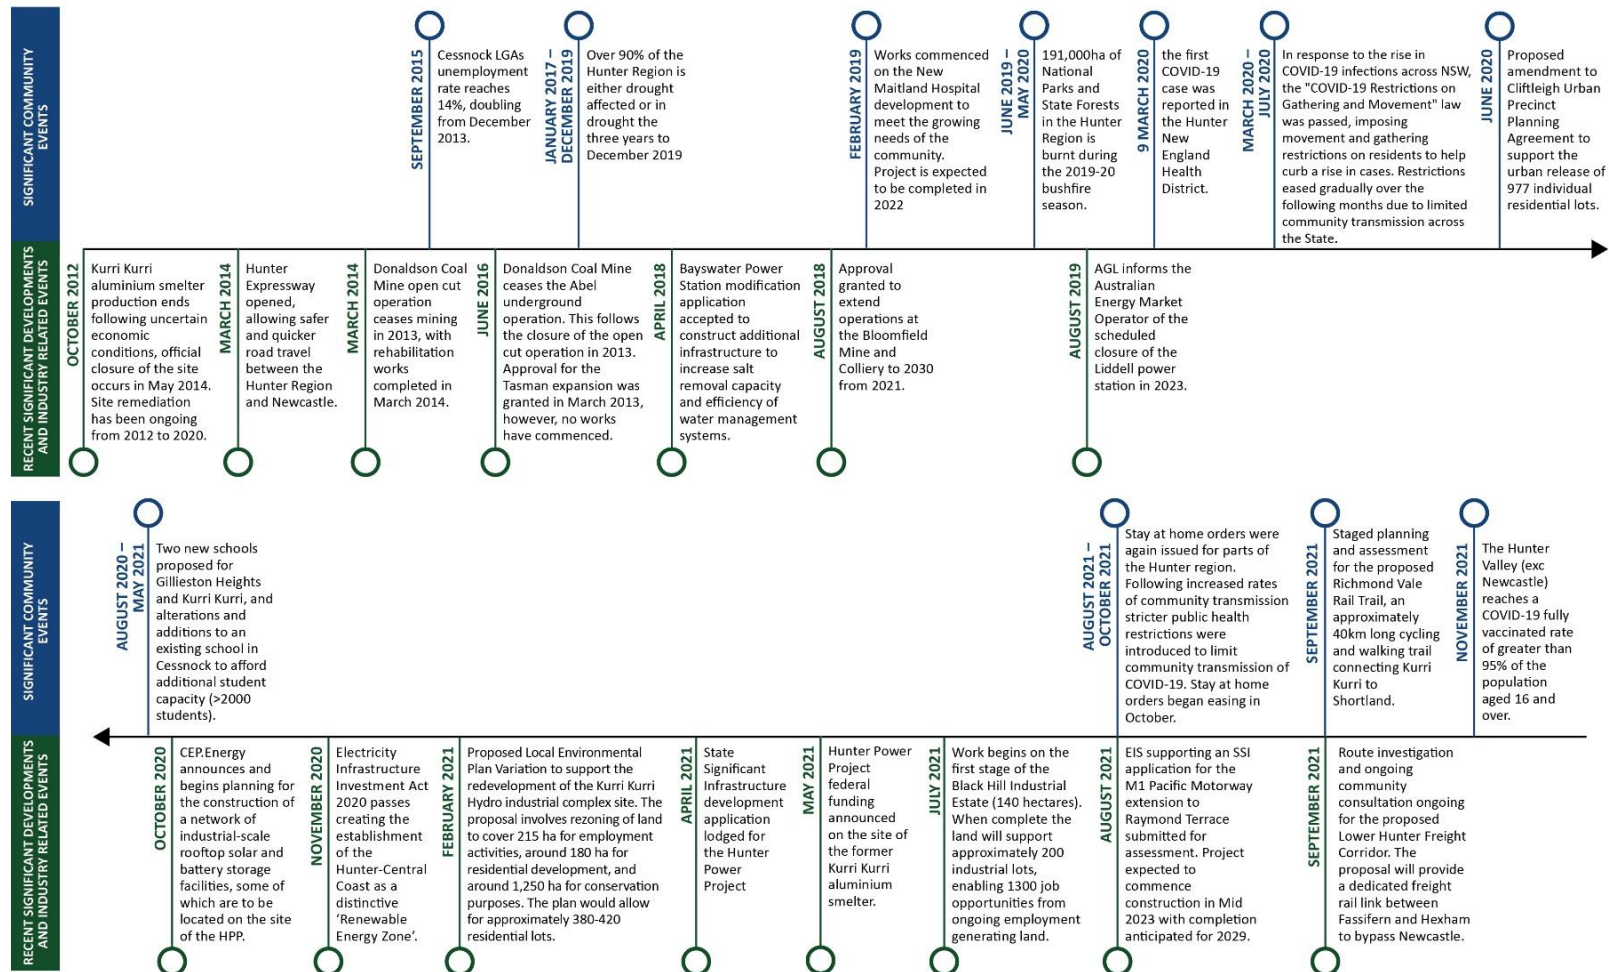 SIGNIFICANT COMMUNITY
EVENTS
SEPTEMBER 2015
Cessnock LGAs
unemployment
rate reaches
14%, doubling
from December
2013.
JANUARY 2017 –
DECEMBER 2019
Over 90% of the
Hunter Region is
either drought
affected or in
drought the
three years to
December 2019
FEBRUARY 2019
Works commenced
on the New
Maitland Hospital
development to
meet the growing
needs of the
community.
Project is expected
to be completed in
2022
JUNE 2019 –
MAY 2020
191,000ha of
National
Parks and
State Forests
in the Hunter
Region is
burnt during
the 2019-20
bushfire
season.
9 MARCH 2020
the first
COVID-19
case was
reported in
the Hunter
New
England
Health
District.
MARCH 2020 –
JULY 2020
In response to the rise in
COVID-19 infections across NSW,
the "COVID-19 Restrictions on
Gathering and Movement" law
was passed, imposing
movement and gathering
restrictions on residents to help
curb a rise in cases. Restrictions
eased gradually over the
following months due to limited
community transmission across
the State.
JUNE 2020
Proposed
amendment to
Cliftleigh Urban
Precinct
Planning
Agreement to
support the
urban release of
977 individual
residential lots.
RECENT SIGNIFICANT DEVELOPMENTS
AND INDUSTRY RELATED EVENTS
OCTOBER 2012
Kurri Kurri
aluminium smelter
production ends
following uncertain
economic
conditions, official
closure of the site
occurs in May 2014.
Site remediation
has been ongoing
from 2012 to 2020.
MARCH 2014
Hunter
Expressway
opened,
allowing safer
and quicker
road travel
between the
Hunter Region
and Newcastle.
MARCH 2014
Donaldson Coal
Mine open cut
operation
ceases mining
in 2013, with
rehabilitation
works
completed in
March 2014.
JUNE 2016
Donaldson Coal Mine
ceases the Abel
underground
operation. This follows
the closure of the open
cut operation in 2013.
Approval for the
Tasman expansion was
granted in March 2013,
however, no works
have commenced.
APRIL 2018
Bayswater Power
Station modification
application
accepted to
construct additional
infrastructure to
increase salt
removal capacity
and efficiency of
water management
systems.
AUGUST 2018
Approval
granted to
extend
operations at
the Bloomfield
Mine and
Colliery to 2030
from 2021.
AUGUST 2019
AGL informs the
Australian
Energy Market
Operator of the
scheduled
closure of the
Liddell power
station in 2023.
SIGNIFICANT COMMUNITY
EVENTS
AUGUST 2020 –
MAY 2021
Two new schools
proposed for
Gillieston Heights
and Kurri Kurri, and
alterations and
additions to an
existing school in
Cessnock to afford
additional student
capacity (>2000
students).
AUGUST 2021 –
OCTOBER 2021
Stay at home orders were
again issued for parts of
the Hunter region.
Following increased rates
of community transmission
stricter public health
restrictions were
introduced to limit
community transmission of
COVID-19. Stay at home
orders began easing in
October.
SEPTEMBER 2021
Staged planning
and assessment
for the proposed
Richmond Vale
Rail Trail, an
approximately
40km long cycling
and walking trail
connecting Kurri
Kurri to
Shortland.
NOVEMBER 2021
The Hunter
Valley (exc
Newcastle)
reaches a
COVID-19 fully
vaccinated rate
of greater than
95% of the
population
aged 16 and
over.
RECENT SIGNIFICANT DEVELOPMENTS
AND INDUSTRY RELATED EVENTS
OCTOBER 2020
CEP.Energy
announces and
begins planning for
the construction of
a network of
industrial-scale
rooftop solar and
battery storage
facilities, some of
which are to be
located on the site
of the HPP.
NOVEMBER 2020
Electricity
Infrastructure
Investment Act
2020 passes
creating the
establishment
of the
Hunter-Central
Coast as a
distinctive
‘Renewable
Energy Zone’.
FEBRUARY 2021
Proposed Local Environmental
Plan Variation to support the
redevelopment of the Kurri Kurri
Hydro industrial complex site. The
proposal involves rezoning of land
to cover 215 ha for employment
activities, around 180 ha for
residential development, and
around 1,250 ha for conservation
purposes. The plan would allow
for approximately 380-420
residential lots.
APRIL 2021
State
Significant
Infrastructure
development
application
lodged for
the Hunter
Power
Project
MAY 2021
Hunter Power
Project
federal
funding
announced
on the site of
the former
Kurri Kurri
aluminium
smelter.
JULY 2021
Work begins on the
first stage of the
Black Hill Industrial
Estate (140 hectares).
When complete the
land will support
approximately 200
industrial lots,
enabling 1300 job
opportunities from
ongoing employment
generating land.
AUGUST 2021
EIS supporting an SSI
application for the
M1 Pacific Motorway
extension to
Raymond Terrace
submitted for
assessment. Project
expected to
commence
construction in Mid
2023 with completion
anticipated for 2029.
SEPTEMBER 2021
Route investigation
and ongoing
community
consultation ongoing
for the proposed
Lower Hunter Freight
Corridor. The
proposal will provide
a dedicated freight
rail link between
Fassifern and Hexham
to bypass Newcastle.